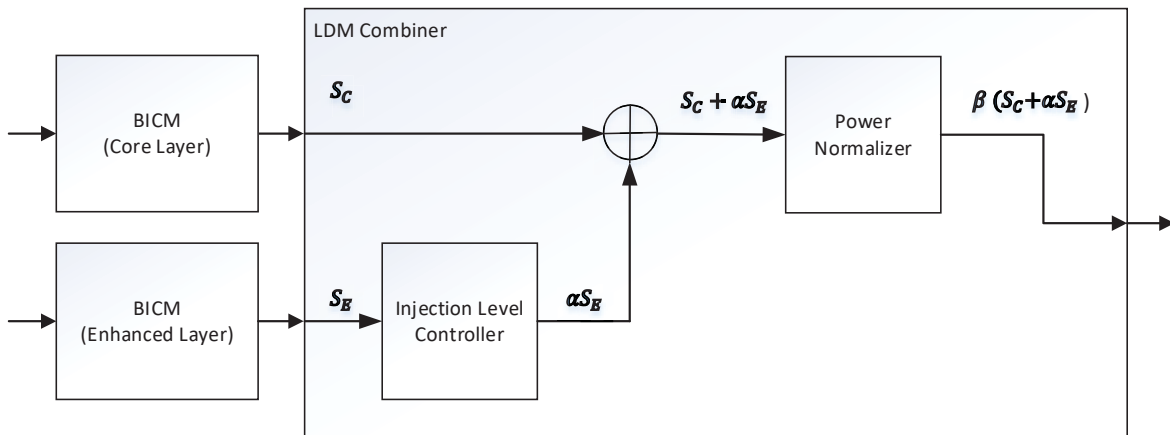 LDM Combiner
BICM
(Core Layer)
S_C
S_C + αS_E
Power
Normalizer
β (S_C+αS_E )
BICM
(Enhanced Layer)
S_E
Injection Level
Controller
αS_E